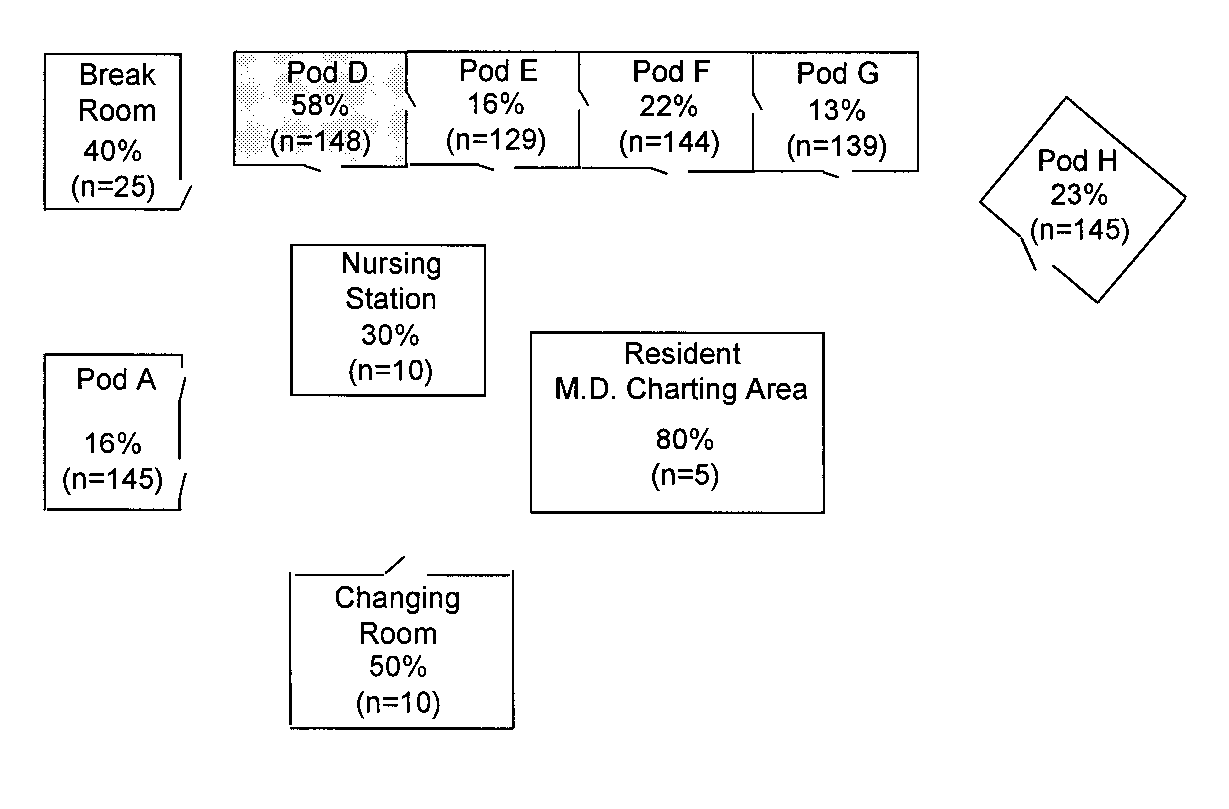 Break
Room
40%
(n=25)
Pod D
58%
(n=148)
Pod E
16%
(n=129)
Pod F
22%
(n=144)
Pod G
13%
(n=139)
Pod H
23%
(n=145)
Nursing
Station
30%
(n=10)
Resident
M.D. Charting Area
80%
(n=5)
Pod A
16%
(n=145)
Changing
Room
50%
(n=10)